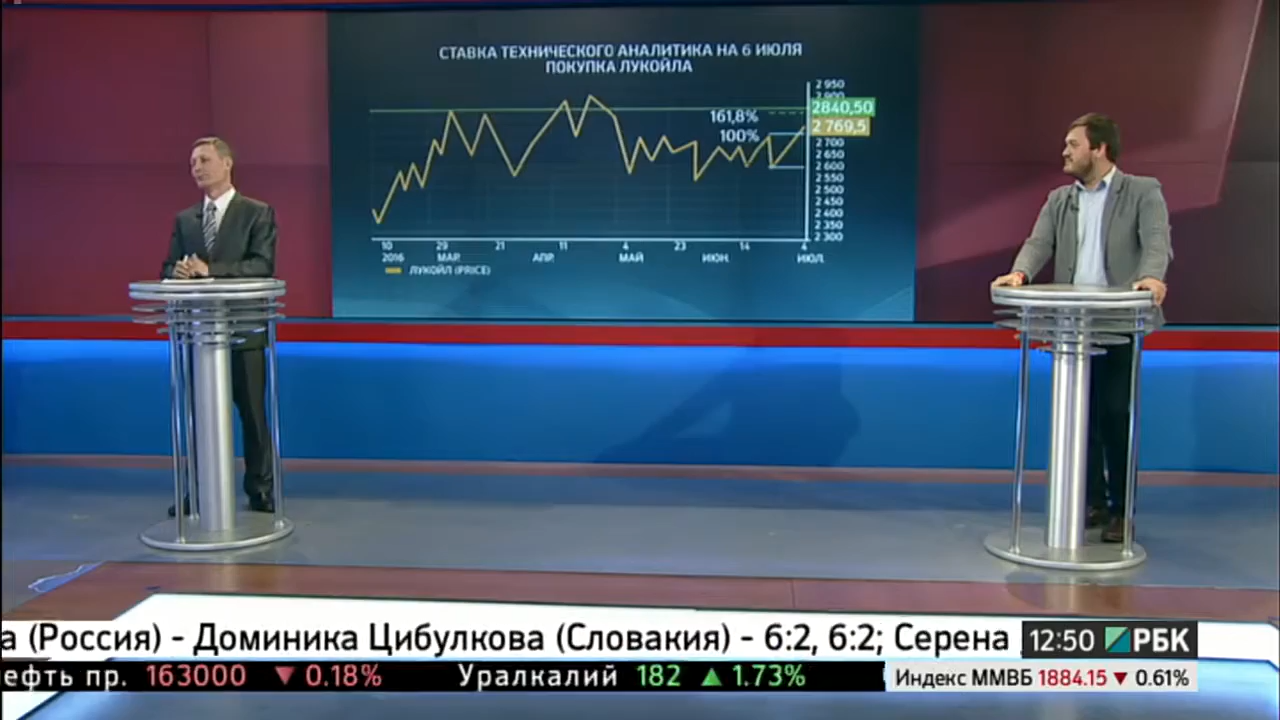 СТАВКА ТЕХНИЧЕСКОГО АНАЛИТИКА НА 6 ИЮЛЯ
ПОКУПКА ЛУКОЙЛА
2 950
2 900
2840,50
161,8%
2 769,5
100%
2 700
2 650
2 600
2 550
2 500
2 450
2 400
2 350
2 300
10 29 21 11 4 23 14 4
2016 МАР. АПР. МАЙ ИЮН. ИЮЛ.
ЛУКОЙЛ (PRICE)
а (Россия) - Доминика Цибулкова (Словакия) - 6:2, 6:2; Серена
12:50 РБК
ефть пр. 163000 ▼ 0.18% Уралкалий 182 ▲ 1.73%
Индекс ММВБ 1884.15 ▼ 0.61%